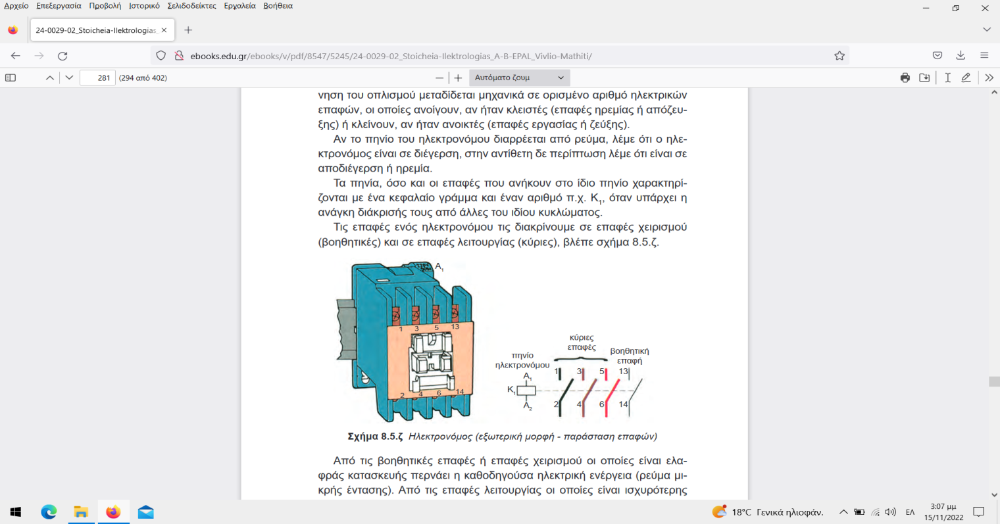 Αρχείο Επεξεργασία Προβολή Ιστορικό Σελιδοδείκτες Εργαλεία Βοήθεια
24-0029-02_Stoicheia-Ilektrologias_
ebooks.edu.gr/ebooks/v/pdf/8547/5245/24-0029-02_Stoicheia-Ilektrologias_A-B-EPAL_Vivlio-Mathiti/
281 (294 από 402) Αυτόματο ζουμ
νηση του οπλισμού μεταδίδεται μηχανικά σε ορισμένο αριθμό ηλεκτρικών
επαφών, οι οποίες ανοίγουν, αν ήταν κλειστές (επαφές ηρεμίας ή απόζευ-
ξης) ή κλείνουν, αν ήταν ανοικτές (επαφές εργασίας ή ζεύξης).
Αν το πηνίο του ηλεκτρονόμου διαρρέεται από ρεύμα, λέμε ότι ο ηλε-
κτρονόμος είναι σε διέγερση, στην αντίθετη δε περίπτωση λέμε ότι είναι σε
αποδιέγερση ή ηρεμία.
Τα πηνία, όσο και οι επαφές που ανήκουν στο ίδιο πηνίο χαρακτηρί-
ζονται με ένα κεφαλαίο γράμμα και έναν αριθμό π.χ. Κ1, όταν υπάρχει η
ανάγκη διάκρισής τους από άλλες του ιδίου κυκλώματος.
Τις επαφές ενός ηλεκτρονόμου τις διακρίνουμε σε επαφές χειρισμού
(βοηθητικές) και σε επαφές λειτουργίας (κύριες), βλέπε σχήμα 8.5.ζ.
A1
1 3 5 13
2 4 6 14
κύριες
επαφές
βοηθητική
επαφή
πηνίο
ηλεκτρονόμου
1 3 5 13
A1
K1
A2
2 4 6 14
Σχήμα 8.5.ζ Ηλεκτρονόμος (εξωτερική μορφή - παράσταση επαφών)
Από τις βοηθητικές επαφές ή επαφές χειρισμού οι οποίες είναι ελα-
φράς κατασκευής περνάει η καθοδηγούσα ηλεκτρική ενέργεια (ρεύμα μι-
κρής έντασης). Από τις επαφές λειτουργίας οι οποίες είναι ισχυρότερης
18°C Γενικά ηλιοφάν. ΕΛ 3:07 μμ
15/11/2022